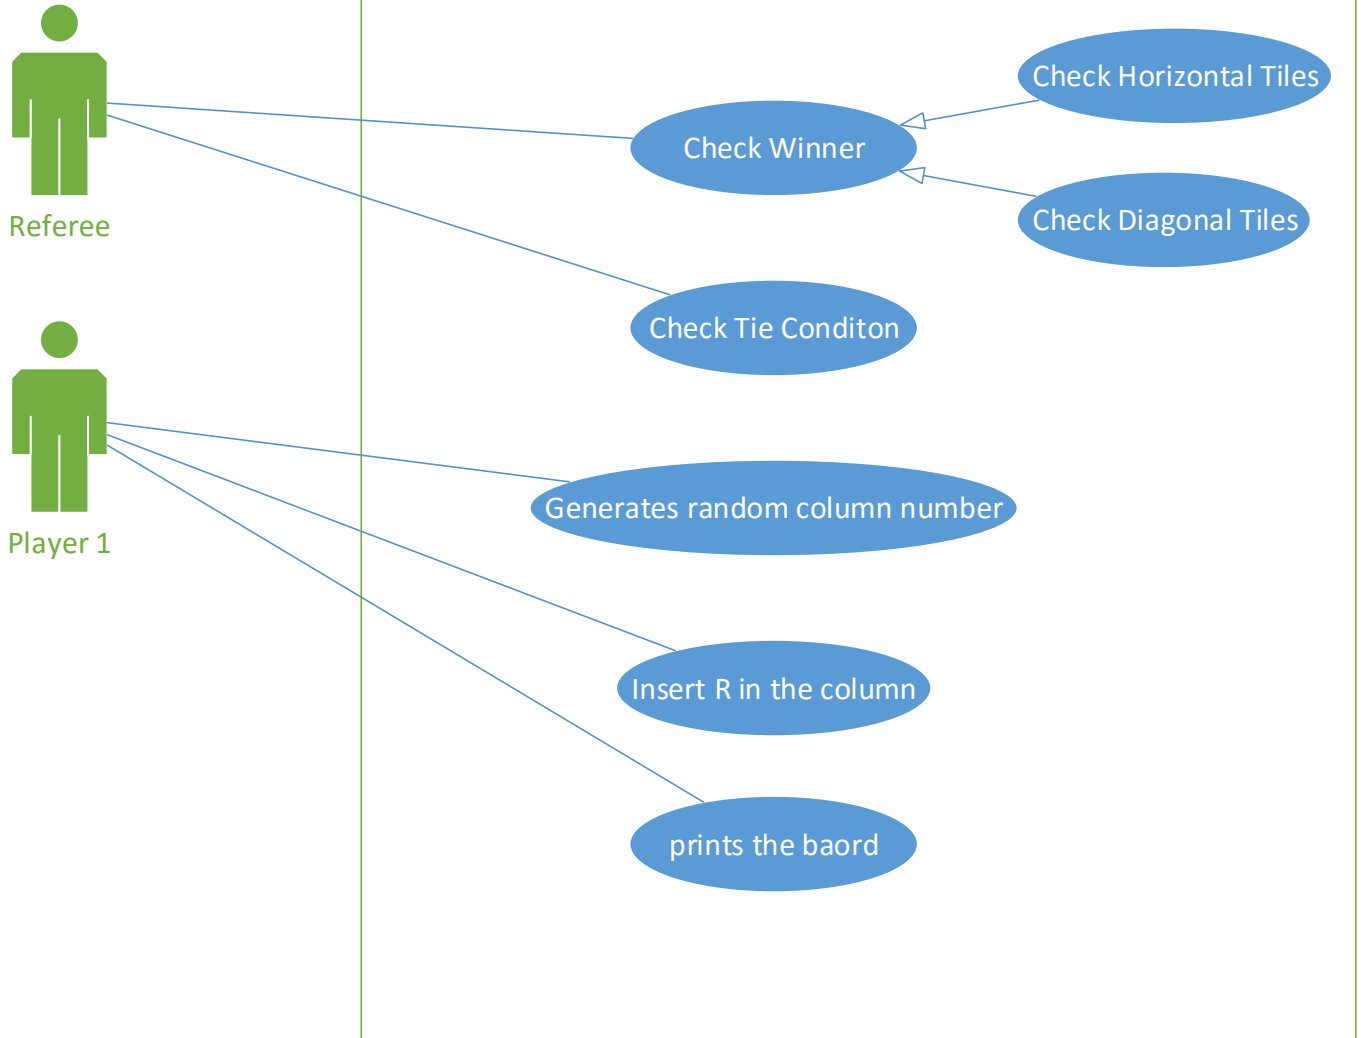 Check Horizontal Tiles
Check Winner
Referee
Check Diagonal Tiles
Check Tie Conditon
Generates random column number
Player 1
Insert R in the column
prints the baord